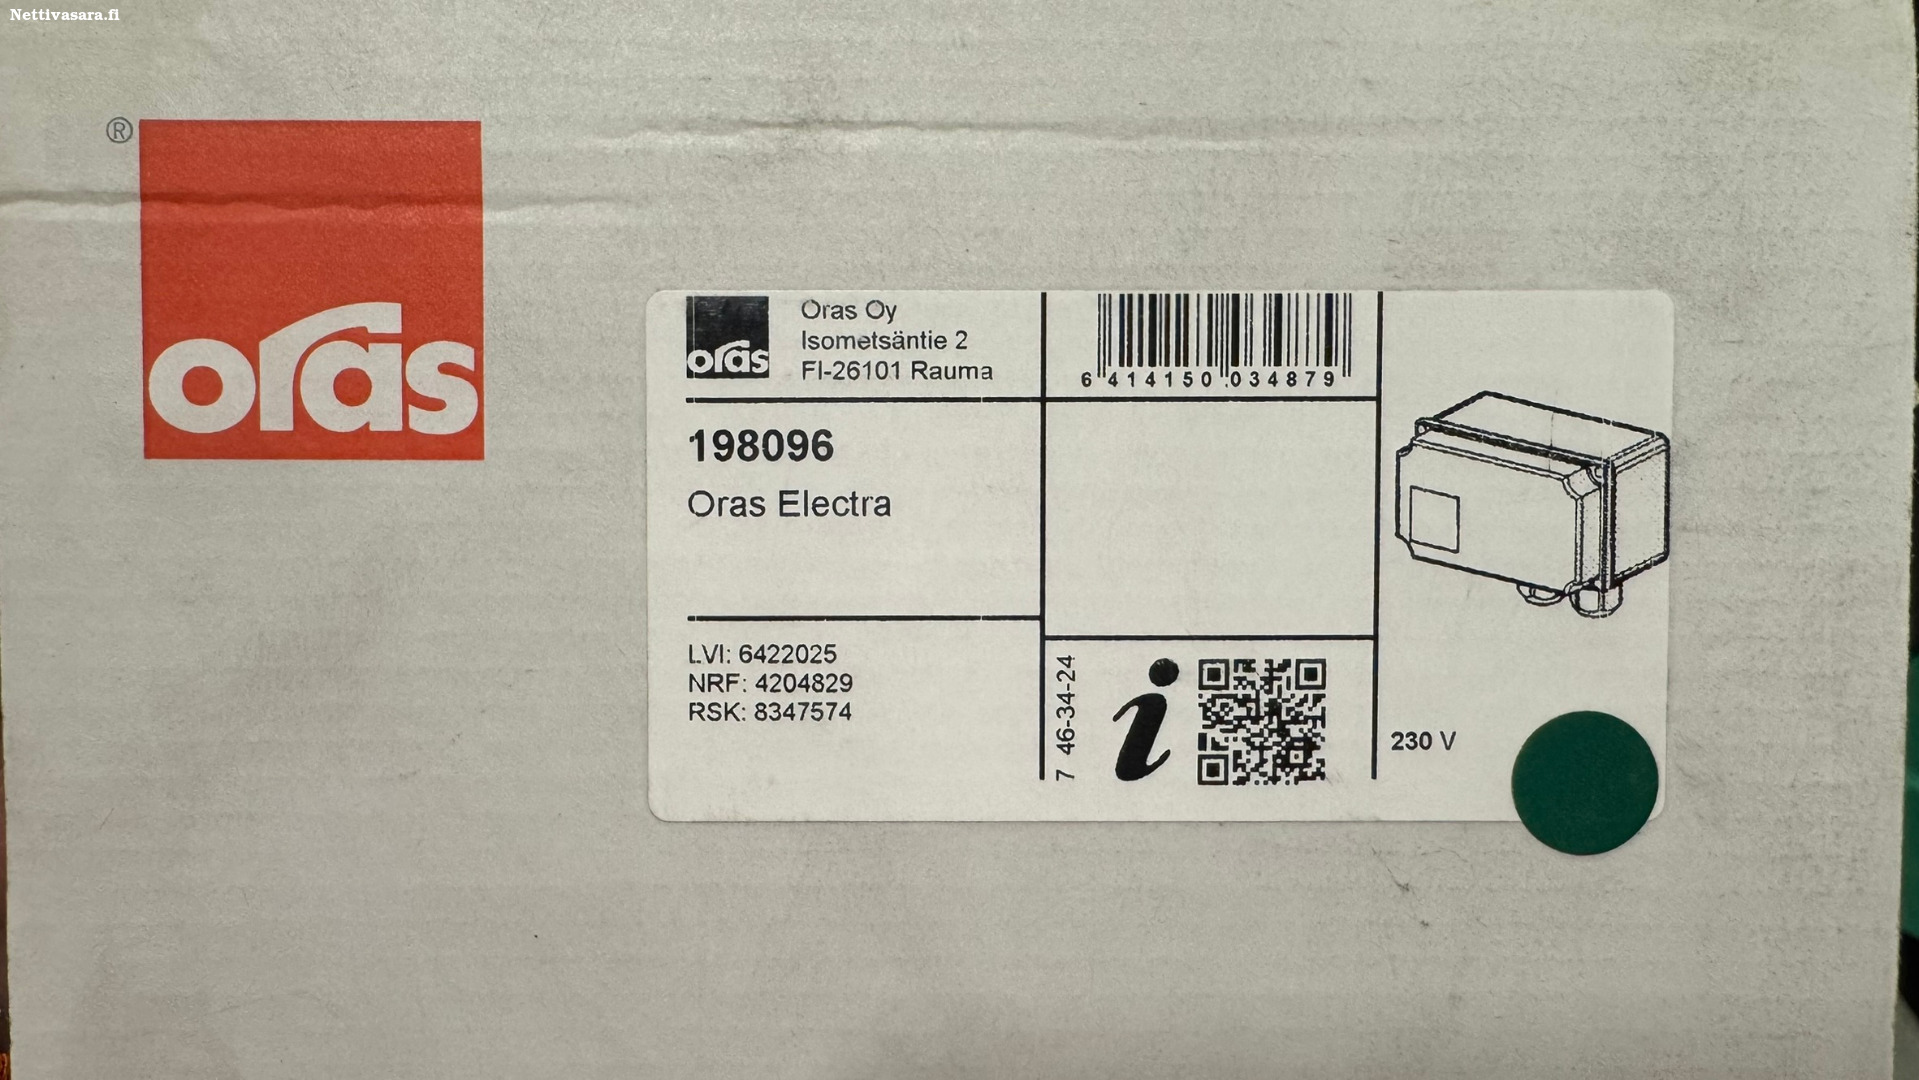 Nettivasara.fi
®
oras
oras
Oras Oy
Isometsäntie 2
FI-26101 Rauma
6 414150 034879
198096
Oras Electra
LVI: 6422025
NRF: 4204829
RSK: 8347574
7 46-34-24
i
230 V